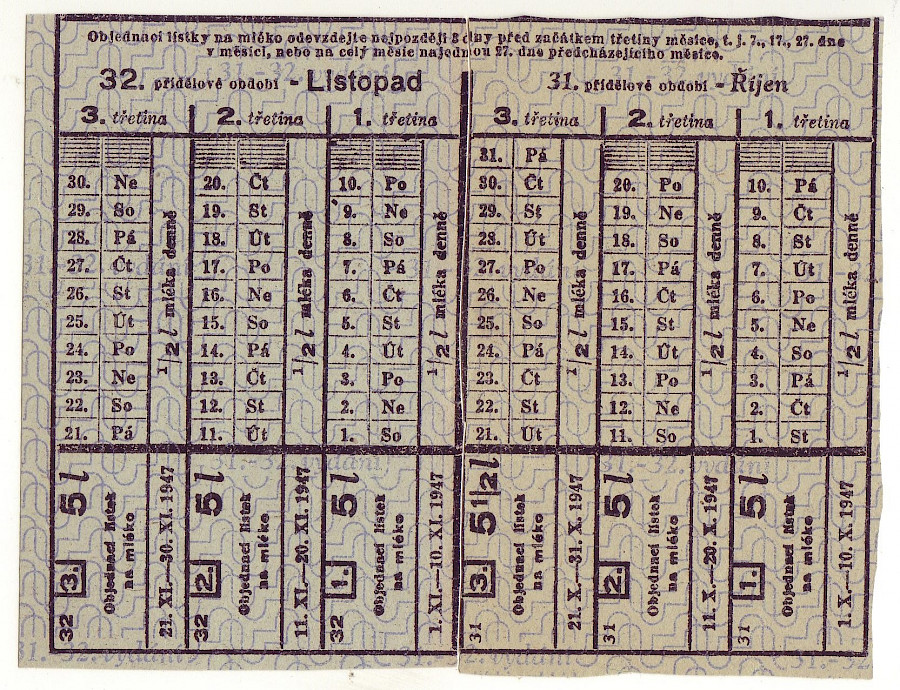 Objednací lístky na mléko odevzdejte nejpozději 3 dny před začátkem třetiny měsíce, t. j. 7., 17., 27. dne
v měsíci, nebo na celý měsíc najednou 27. dne předcházejícího měsíce.
32. přídělové období - Listopad
3. třetina 2. třetina 1. třetina
20. Čt 10. Po
30. Ne
29. So 19. St 9. Ne
28. Pá 18. Út 8. So
27. Čt 17. Po 7. Pá
26. St 16. Ne 6. Čt
25. Út 15. So 5. St
24. Po 14. Pá 4. Út
23. Ne 13. Čt 3. Po
22. So 12. St 2. Ne
21. Pá 11. Út 1. So
1/2 l mléka denně
1/2 l mléka denně
1/2 l mléka denně
32 3. 5 l
Objednací lístek
na mléko
21. XI.—30. XI. 1947
32 2. 5 l
Objednací lístek
na mléko
11. XI.—20. XI. 1947
32 1. 5 l
Objednací lístek
na mléko
1. XI.—10. XI. 1947
31. přídělové období - Říjen
3. třetina 2. třetina 1. třetina
31. Pá
30. Čt 20. Po 10. Pá
29. St 19. Ne 9. Čt
28. Út 18. So 8. St
27. Po 17. Pá 7. Út
26. Ne 16. Čt 6. Po
25. So 15. St 5. Ne
24. Pá 14. Út 4. So
23. Čt 13. Po 3. Pá
22. St 12. Ne 2. Čt
21. Út 11. So 1. St
1/2 l mléka denně
1/2 l mléka denně
1/2 l mléka denně
31 3. 5 1/2 l
Objednací lístek
na mléko
21. X.—31. X. 1947
31 2. 5 l
Objednací lístek
na mléko
11. X.—20. X. 1947
31 1. 5 l
Objednací lístek
na mléko
1. X.—10. X. 1947
31.-32. vydání